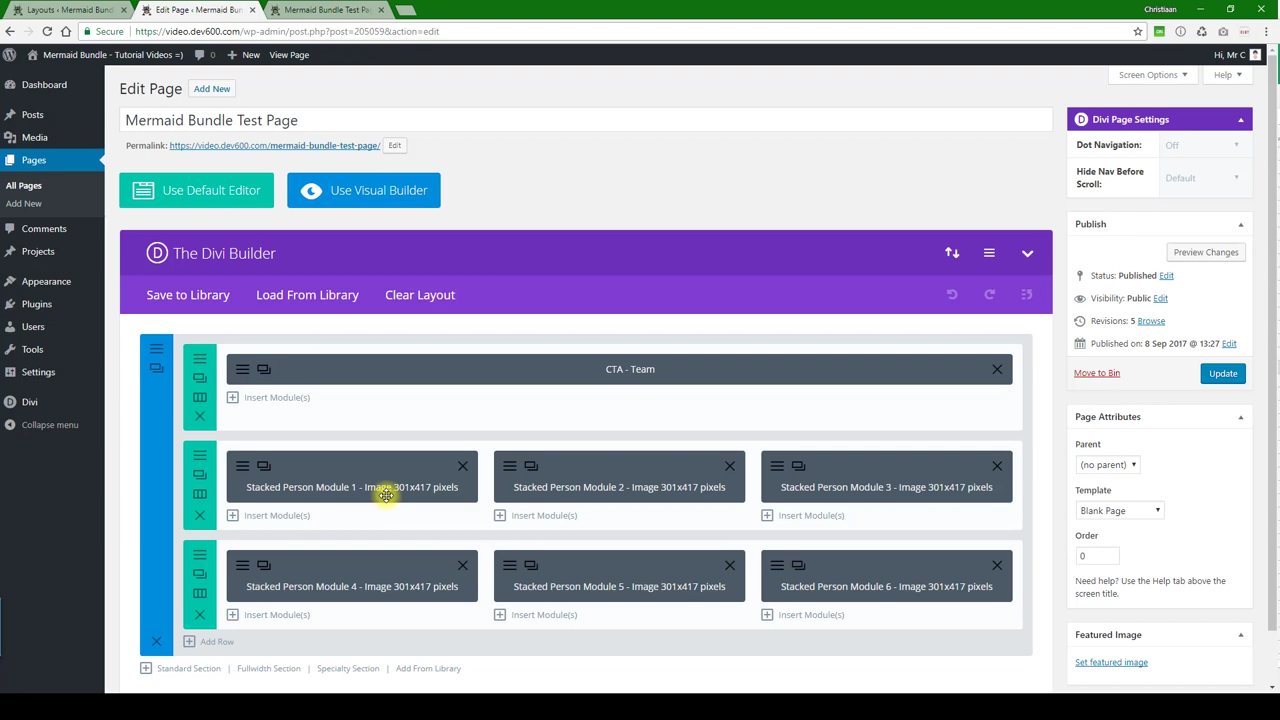 Layouts ‹ Mermaid Bund
Edit Page ‹ Mermaid Bun
Mermaid Bundle Test Pa
Christiaan
Secure
https://video.dev600.com/wp-admin/post.php?post=205059&action=edit
Mermaid Bundle - Tutorial Videos =)
0
New
View Page
Hi, Mr C
Dashboard
Posts
Media
Pages
All Pages
Add New
Comments
Projects
Appearance
Plugins
Users
Tools
Settings
Divi
Collapse menu
Screen Options
Help
Edit Page
Add New
Mermaid Bundle Test Page
Permalink: https://video.dev600.com/mermaid-bundle-test-page/ Edit
Use Default Editor
Use Visual Builder
D The Divi Builder
Save to Library
Load From Library
Clear Layout
CTA - Team
Insert Module(s)
Stacked Person Module 1 - Image 301x417 pixels
Stacked Person Module 2 - Image 301x417 pixels
Stacked Person Module 3 - Image 301x417 pixels
Insert Module(s)
Insert Module(s)
Insert Module(s)
Stacked Person Module 4 - Image 301x417 pixels
Stacked Person Module 5 - Image 301x417 pixels
Stacked Person Module 6 - Image 301x417 pixels
Insert Module(s)
Insert Module(s)
Insert Module(s)
Add Row
Standard Section | Fullwidth Section | Specialty Section | Add From Library
D Divi Page Settings
Dot Navigation: Off
Hide Nav Before
Scroll:
Default
Publish
Preview Changes
Status: Published Edit
Visibility: Public Edit
Revisions: 5 Browse
Published on: 8 Sep 2017 @ 13:27 Edit
Move to Bin
Update
Page Attributes
Parent
(no parent)
Template
Blank Page
Order
0
Need help? Use the Help tab above the
screen title.
Featured Image
Set featured image